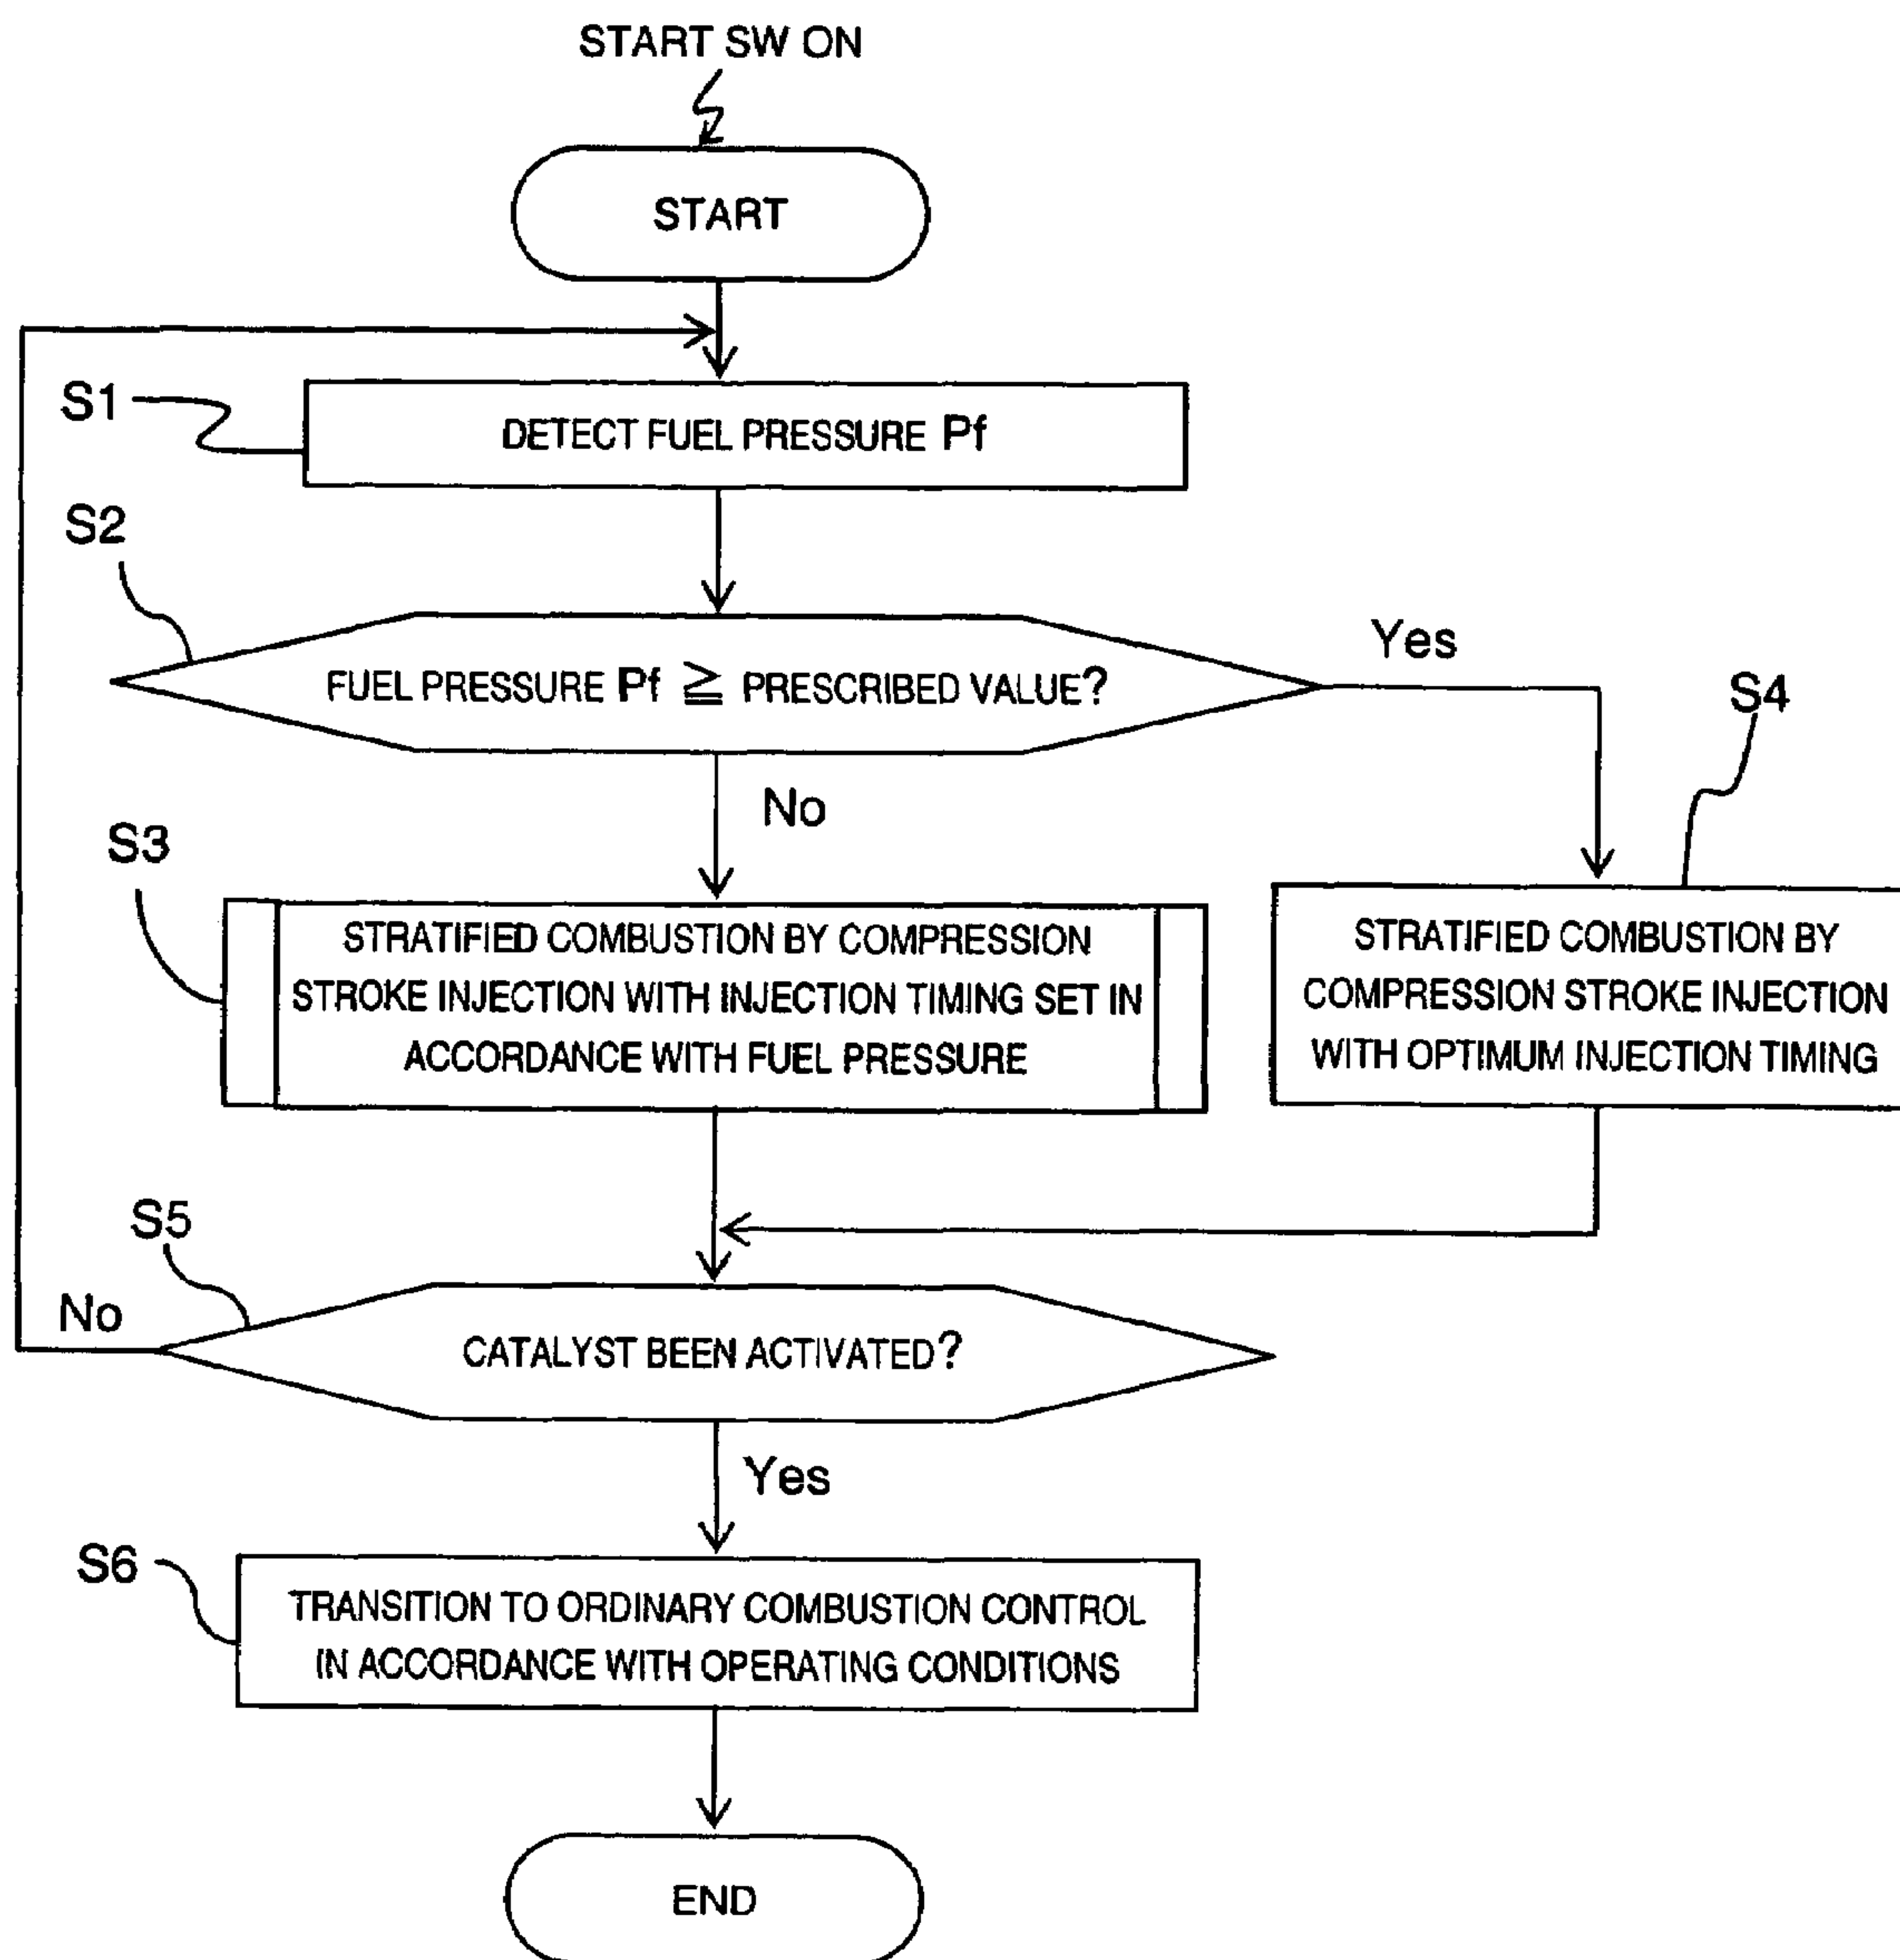 START SW ON
START
S1
DETECT FUEL PRESSURE Pf
S2
FUEL PRESSURE Pf ≧ PRESCRIBED VALUE?
Yes
S4
No
S3
STRATIFIED COMBUSTION BY COMPRESSION
STROKE INJECTION WITH INJECTION TIMING SET IN
ACCORDANCE WITH FUEL PRESSURE
STRATIFIED COMBUSTION BY
COMPRESSION STROKE INJECTION
WITH OPTIMUM INJECTION TIMING
S5
No
CATALYST BEEN ACTIVATED?
Yes
S6
TRANSITION TO ORDINARY COMBUSTION CONTROL
IN ACCORDANCE WITH OPERATING CONDITIONS
END